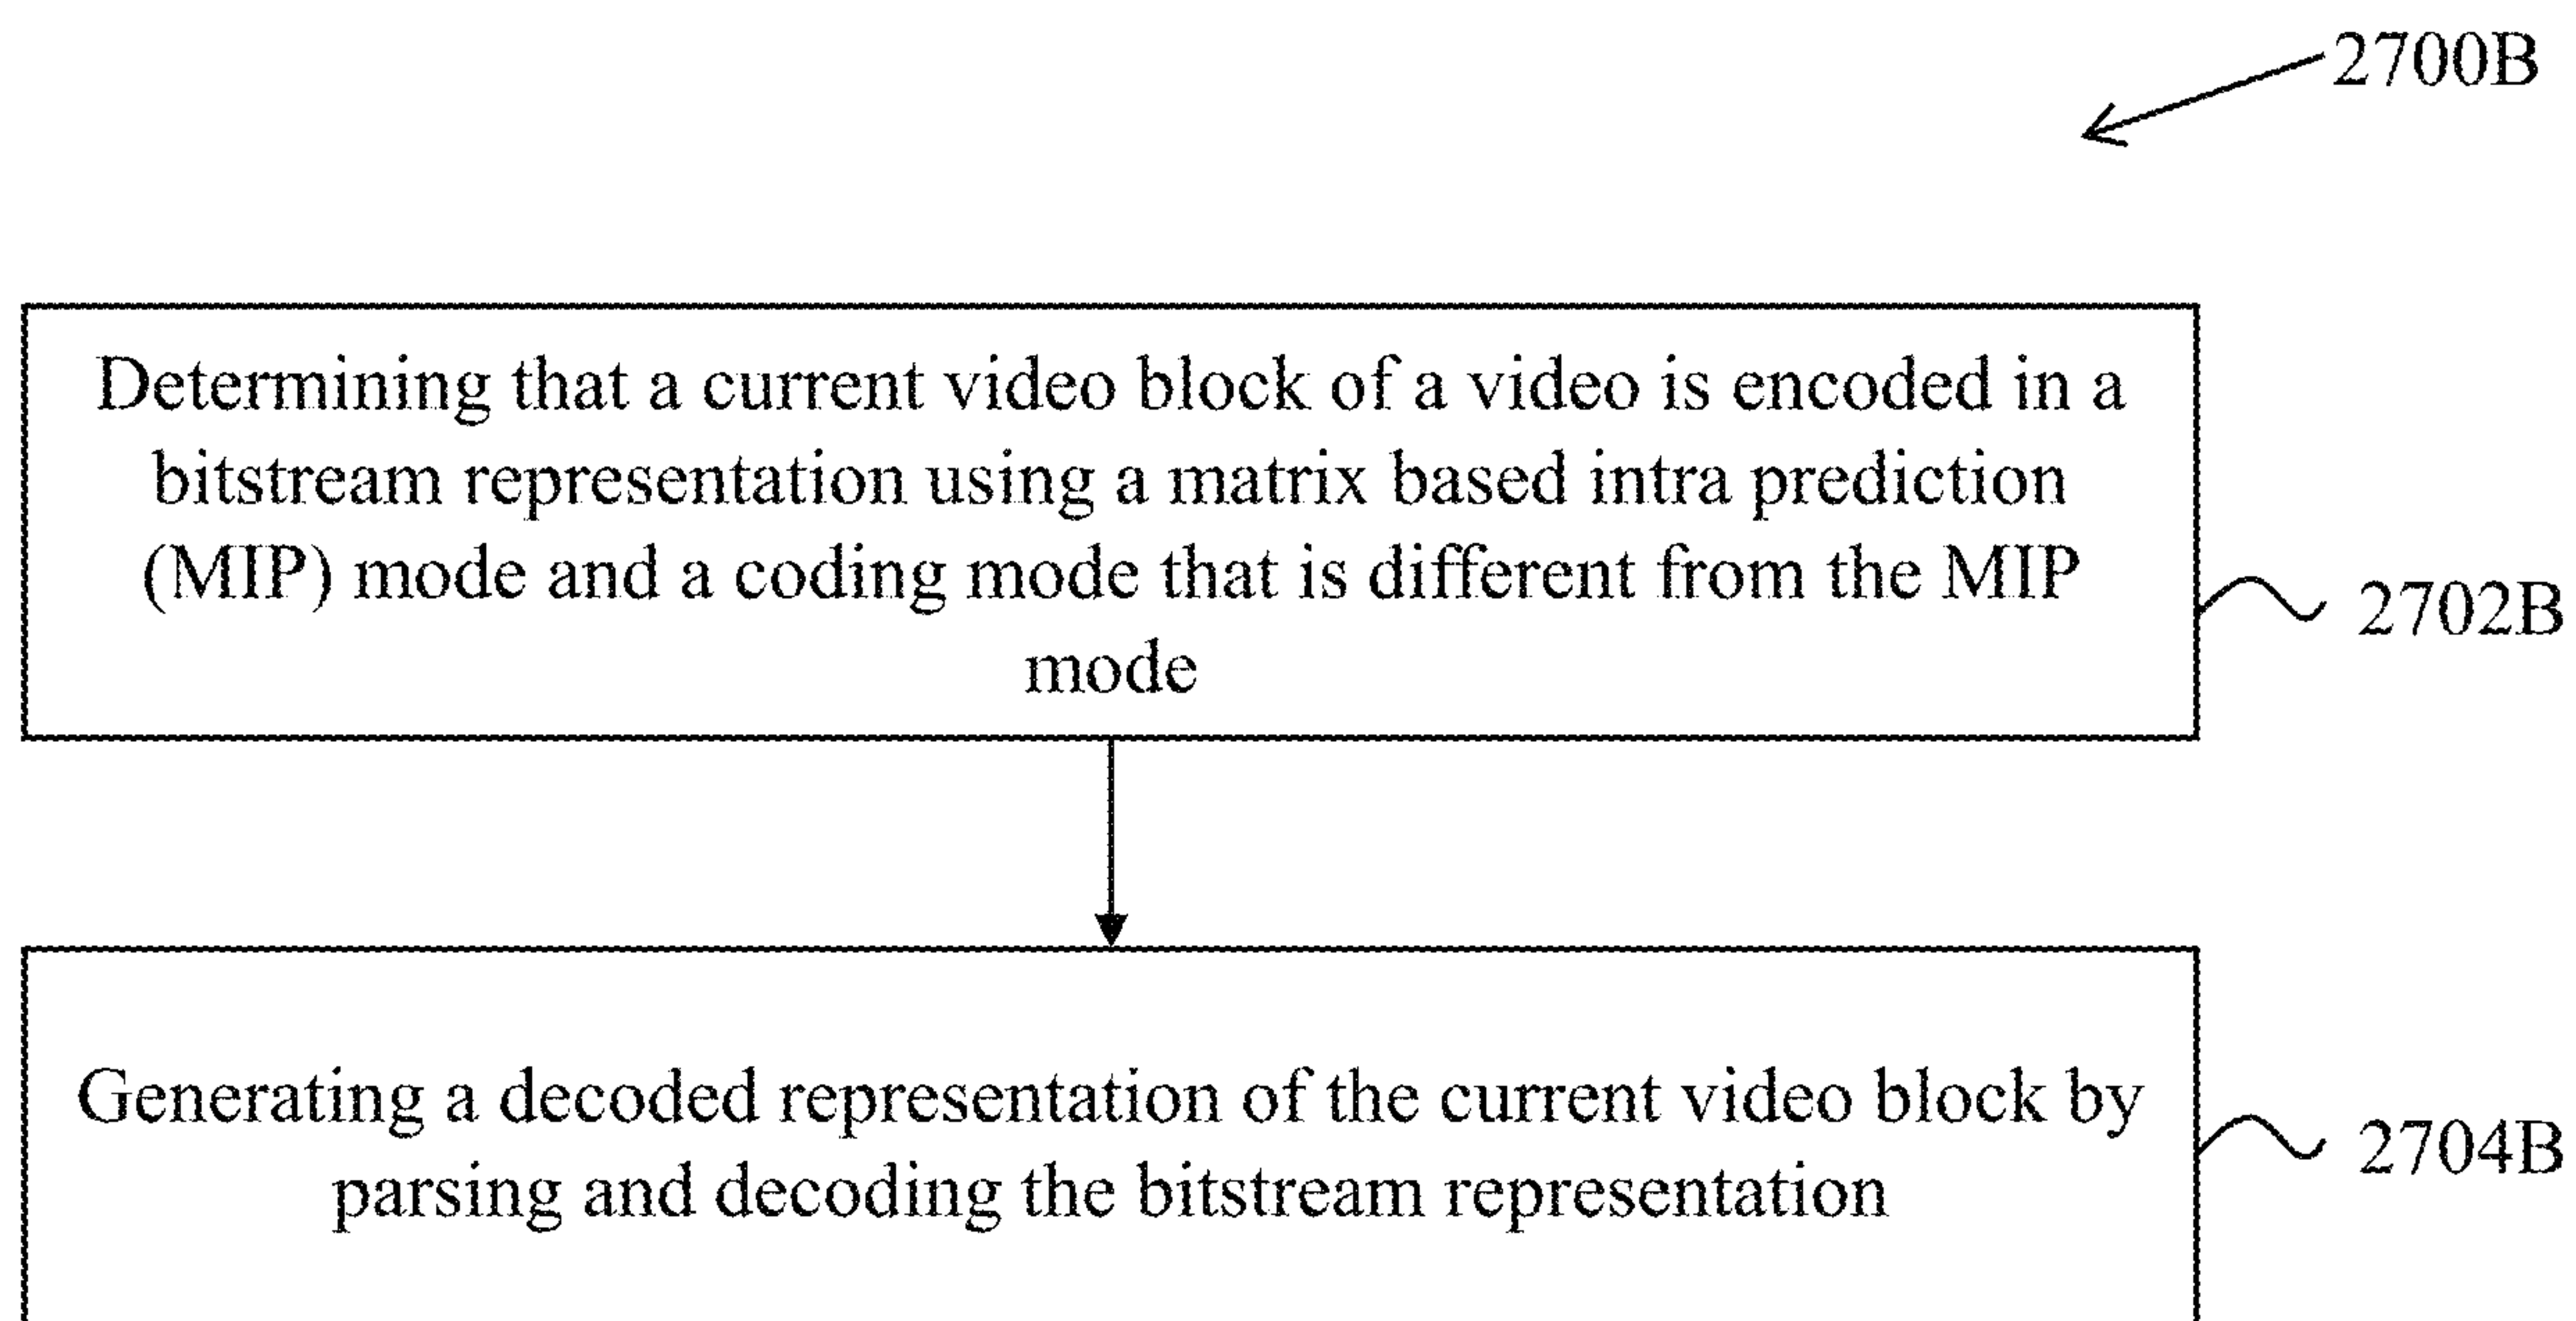 2700B
Determining that a current video block of a video is encoded in a
bitstream representation using a matrix based intra prediction
(MIP) mode and a coding mode that is different from the MIP
mode
2702B
Generating a decoded representation of the current video block by
parsing and decoding the bitstream representation
2704B